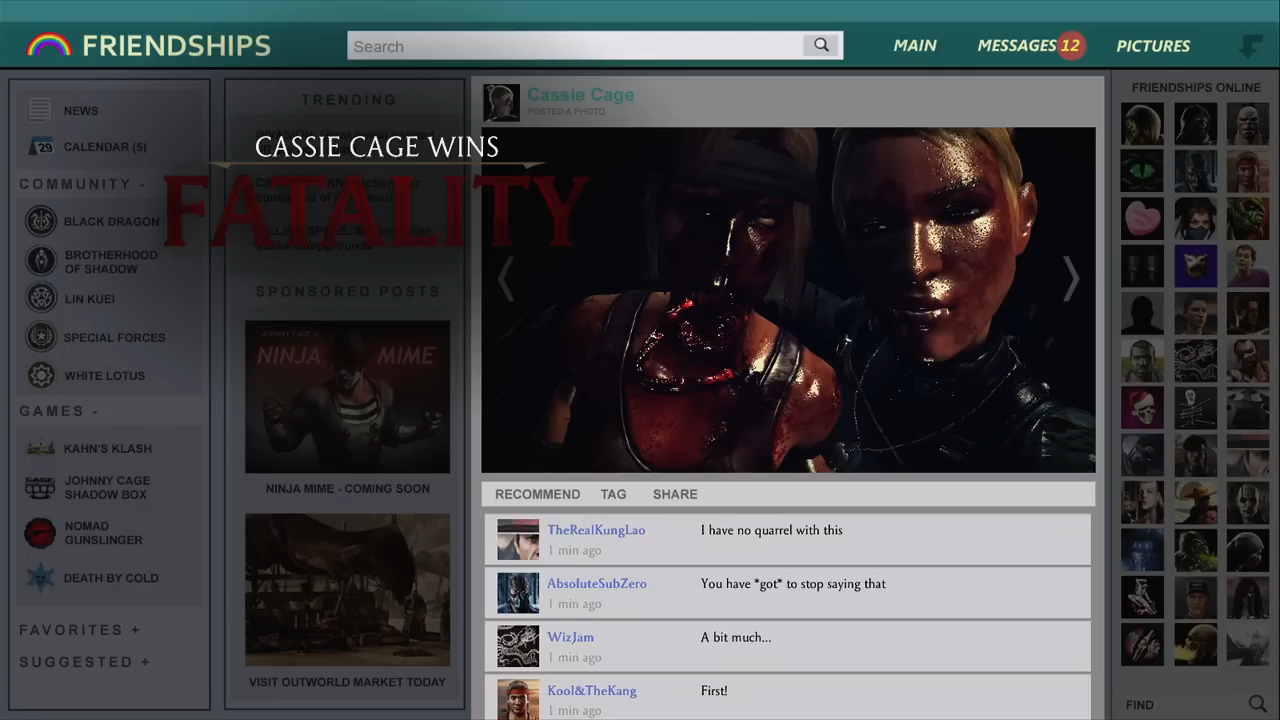 FRIENDSHIPS
Search
MAIN
MESSAGES 12
PICTURES
NEWS
29
CALENDAR (5)
COMMUNITY -
BLACK DRAGON
BROTHERHOOD
OF SHADOW
LIN KUEI
SPECIAL FORCES
WHITE LOTUS
GAMES -
KAHN'S KLASH
JOHNNY CAGE
SHADOW BOX
NOMAD
GUNSLINGER
DEATH BY COLD
FAVORITES +
SUGGESTED +
TRENDING
CASSIE CAGE WINS
FATALITY
SPONSORED POSTS
JOHNNY CAGE
NINJA MIME
NINJA MIME - COMING SOON
VISIT OUTWORLD MARKET TODAY
Cassie Cage
POSTED A PHOTO
RECOMMEND TAG SHARE
TheRealKungLao I have no quarrel with this
1 min ago
AbsoluteSubZero You have *got* to stop saying that
1 min ago
WizJam A bit much...
1 min ago
Kool&TheKang First!
1 min ago
FRIENDSHIPS ONLINE
FIND